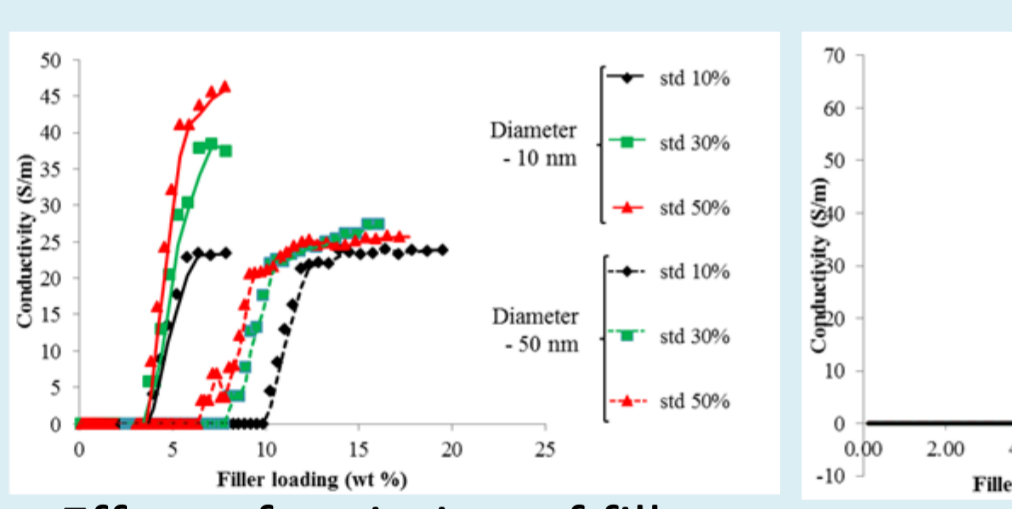 50
45
40
35
30
25
20
15
10
5
0
0 5 10 15 20 25
Conductivity (S/m)
Filler loading (wt %)
Diameter
- 10 nm
std 10%
std 30%
std 50%
Diameter
- 50 nm
std 10%
std 30%
std 50%
70
60
50
40
30
20
10
0
-10
0.00 2.00
Conductivity (S/m)